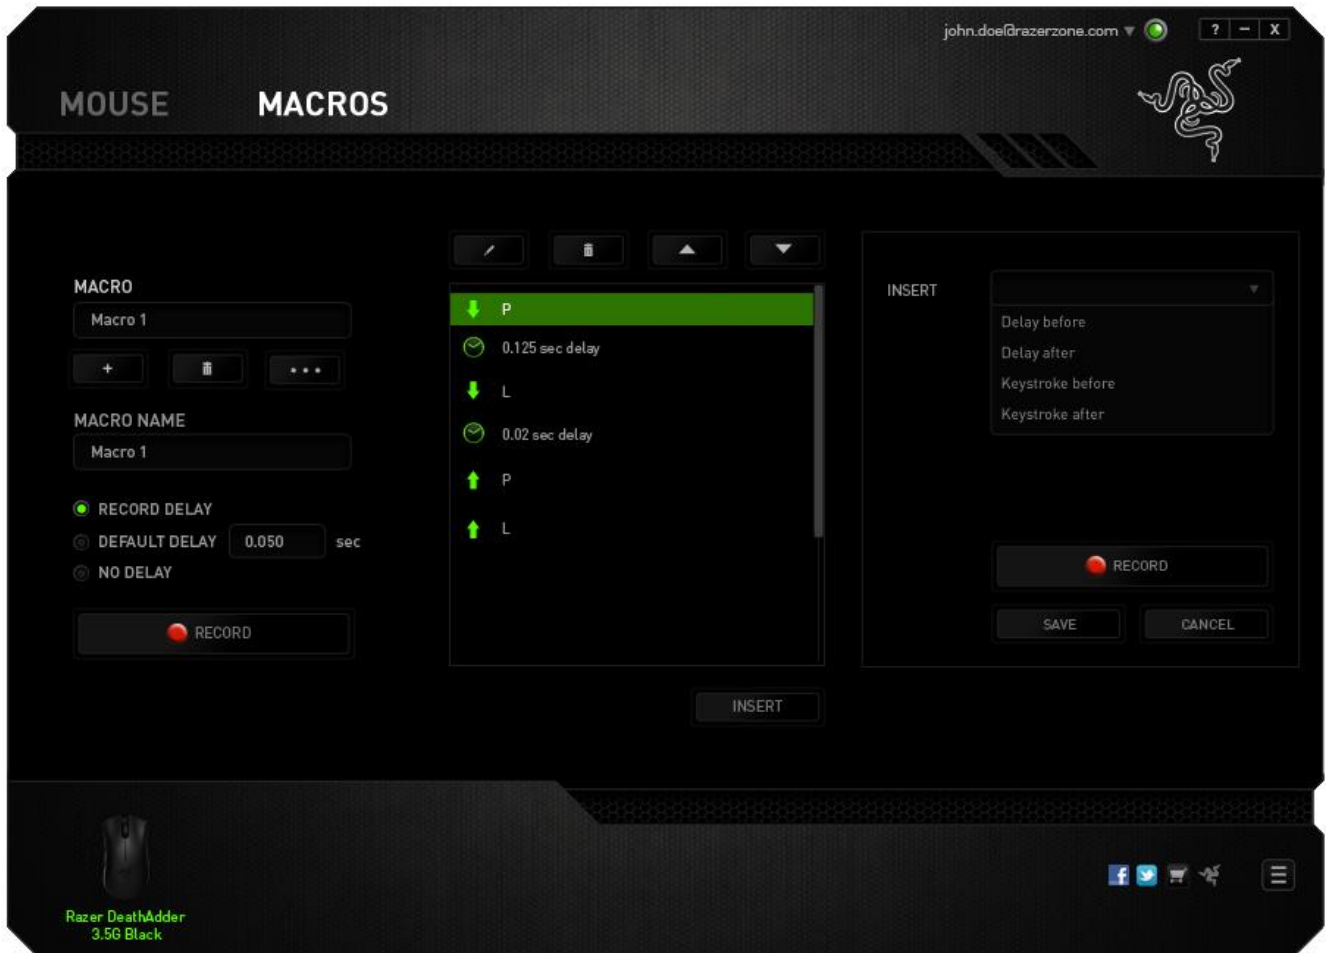 john.doe@razerzone.com
? – X
MOUSE
MACROS
MACRO
Macro 1
+
MACRO NAME
Macro 1
RECORD DELAY
DEFAULT DELAY 0.050 sec
NO DELAY
RECORD
P
0.125 sec delay
L
0.02 sec delay
P
L
INSERT
INSERT
Delay before
Delay after
Keystroke before
Keystroke after
RECORD
SAVE CANCEL
Razer DeathAdder
3.5G Black